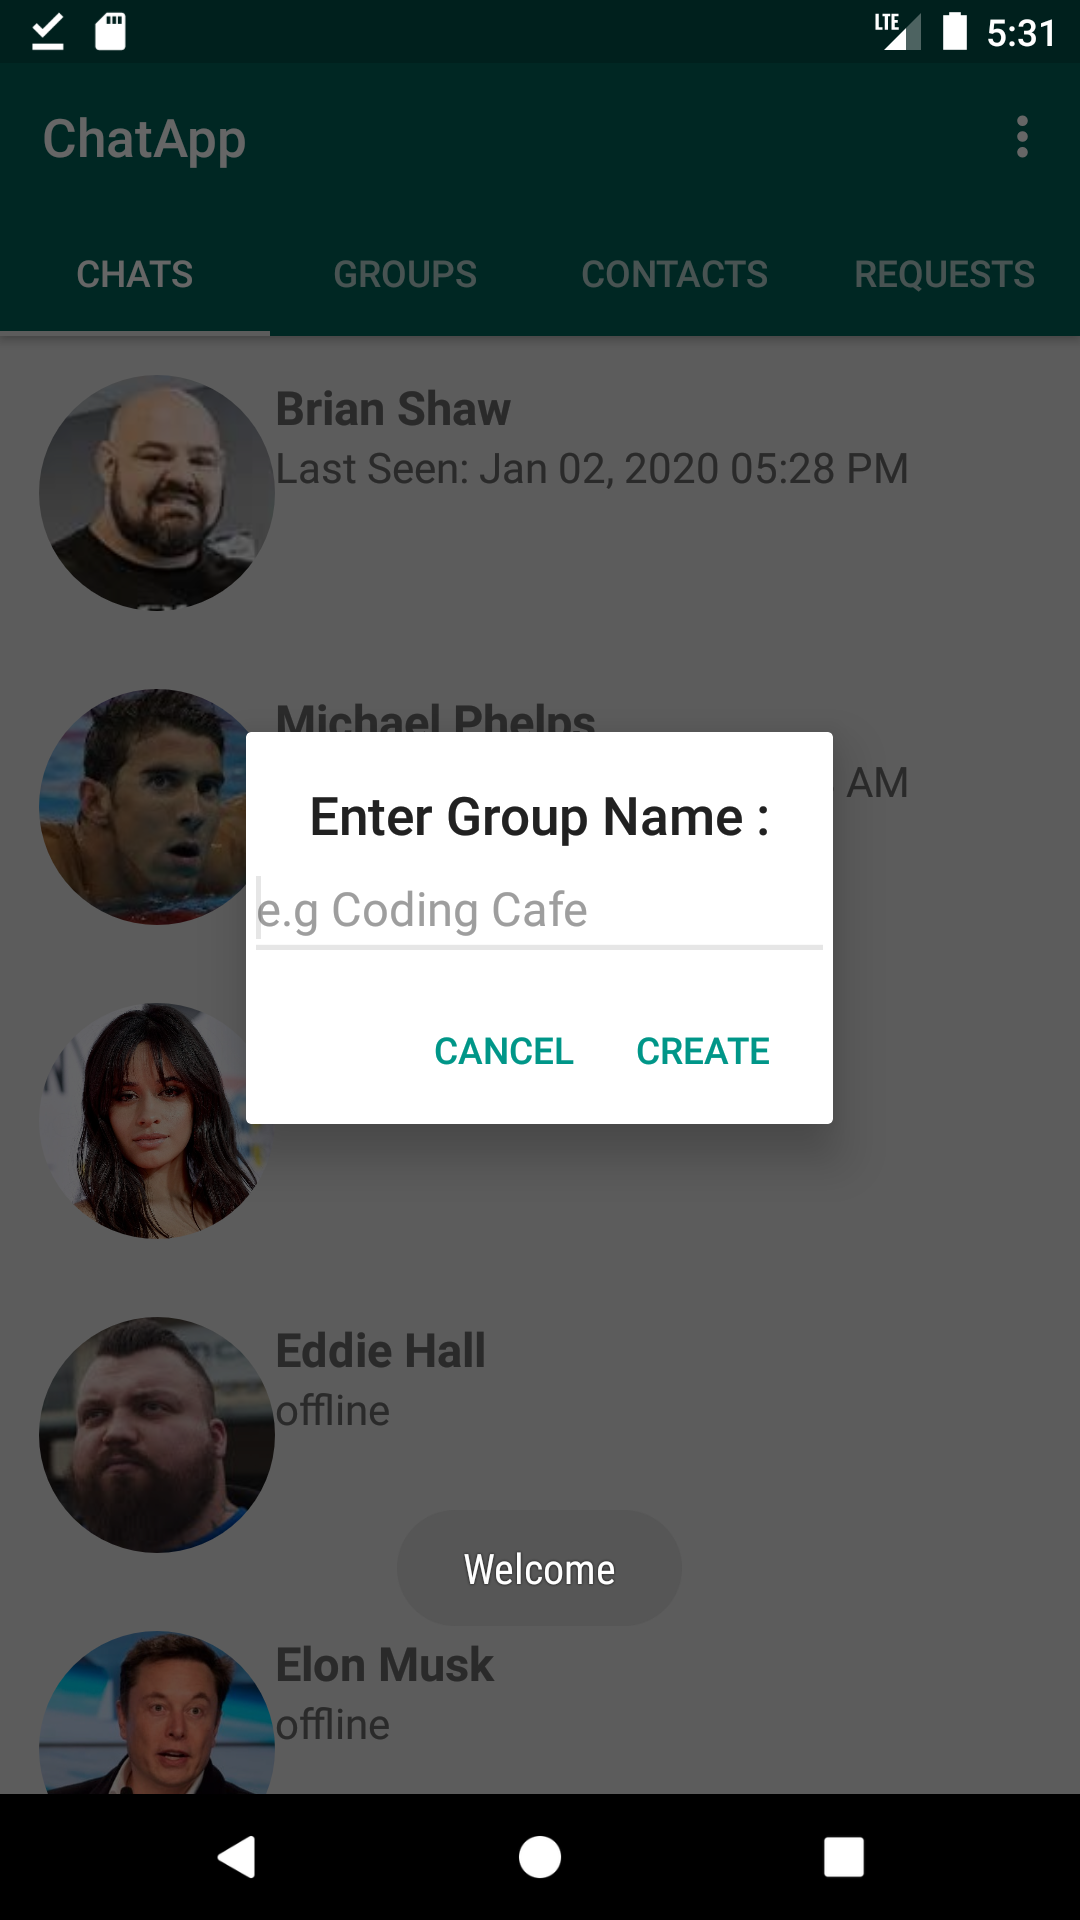 LTE 5:31
ChatApp
CHATS GROUPS CONTACTS REQUESTS
Brian Shaw
Last Seen: Jan 02, 2020 05:28 PM
Michael Phelps
AM
Enter Group Name :
e.g Coding Cafe
CANCEL CREATE
Eddie Hall
offline
Welcome
Elon Musk
offline